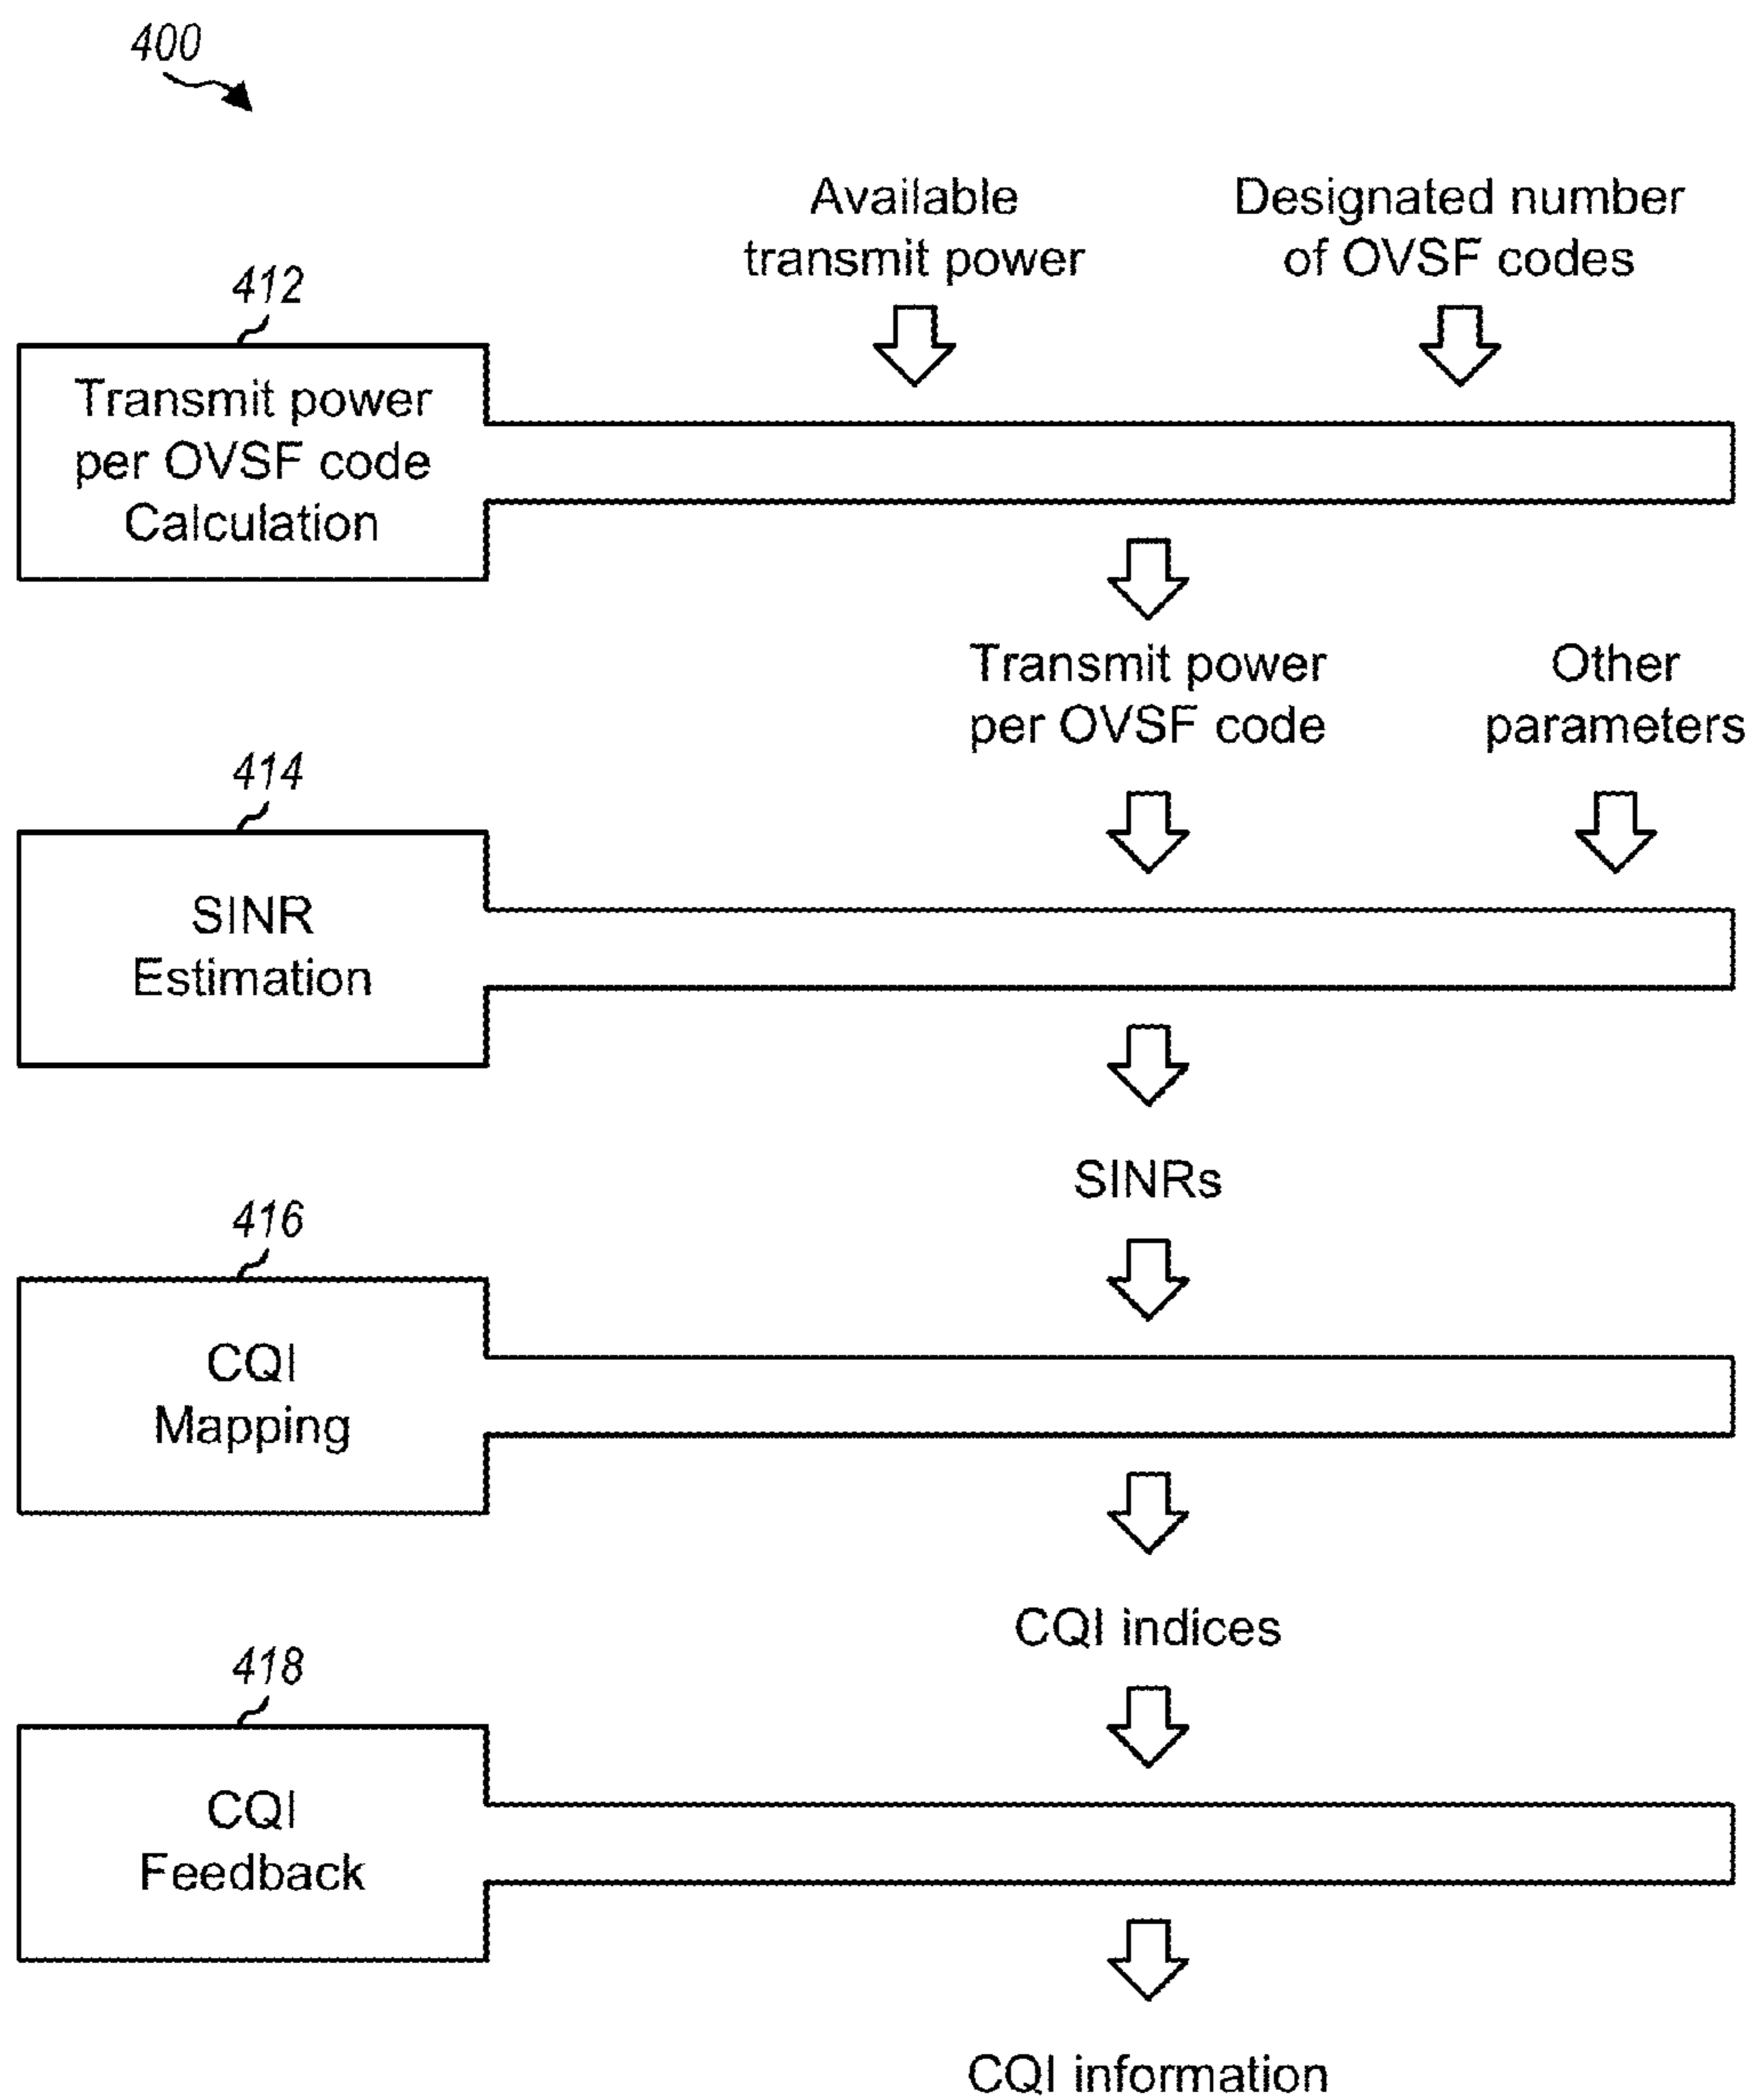 400
Available
transmit power
Designated number
of OVSF codes
412
Transmit power
per OVSF code
Calculation
Transmit power
per OVSF code
Other
parameters
414
SINR
Estimation
SINRs
416
CQI
Mapping
CQI indices
418
CQI
Feedback
CQI information